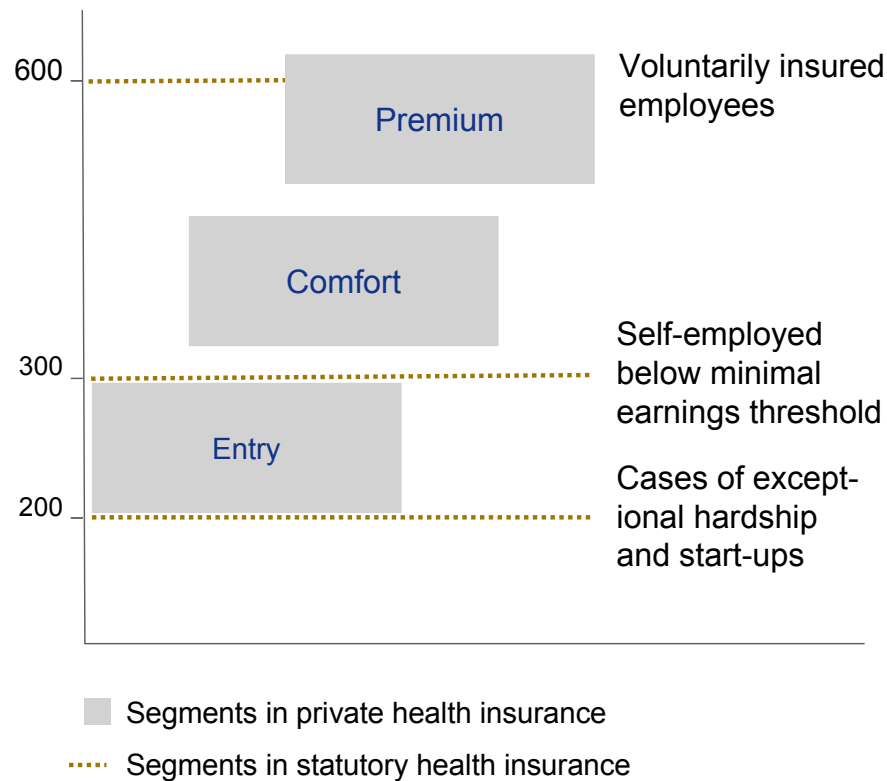 600
Premium
Voluntarily insured
employees
Comfort
300
Self-employed
below minimal
earnings threshold
Entry
200
Cases of except-
ional hardship
and start-ups
Segments in private health insurance
Segments in statutory health insurance